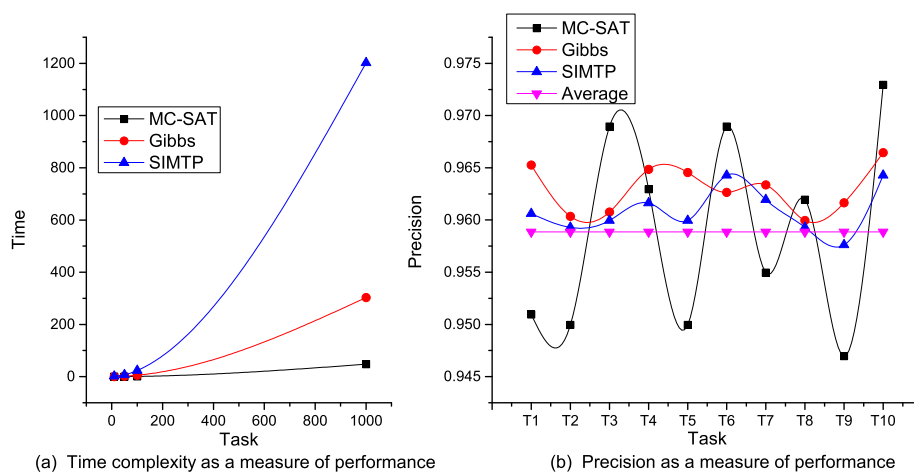 1200
1000
800
600
400
200
0
Time
MC-SAT
Gibbs
SIMTP
0 200 400 600 800 1000
Task
(a) Time complexity as a measure of performance
MC-SAT
Gibbs
SIMTP
Average
0.975
0.970
0.965
0.960
0.955
0.950
0.945
Precision
T1 T2 T3 T4 T5 T6 T7 T8 T9 T10
Task
(b) Precision as a measure of performance